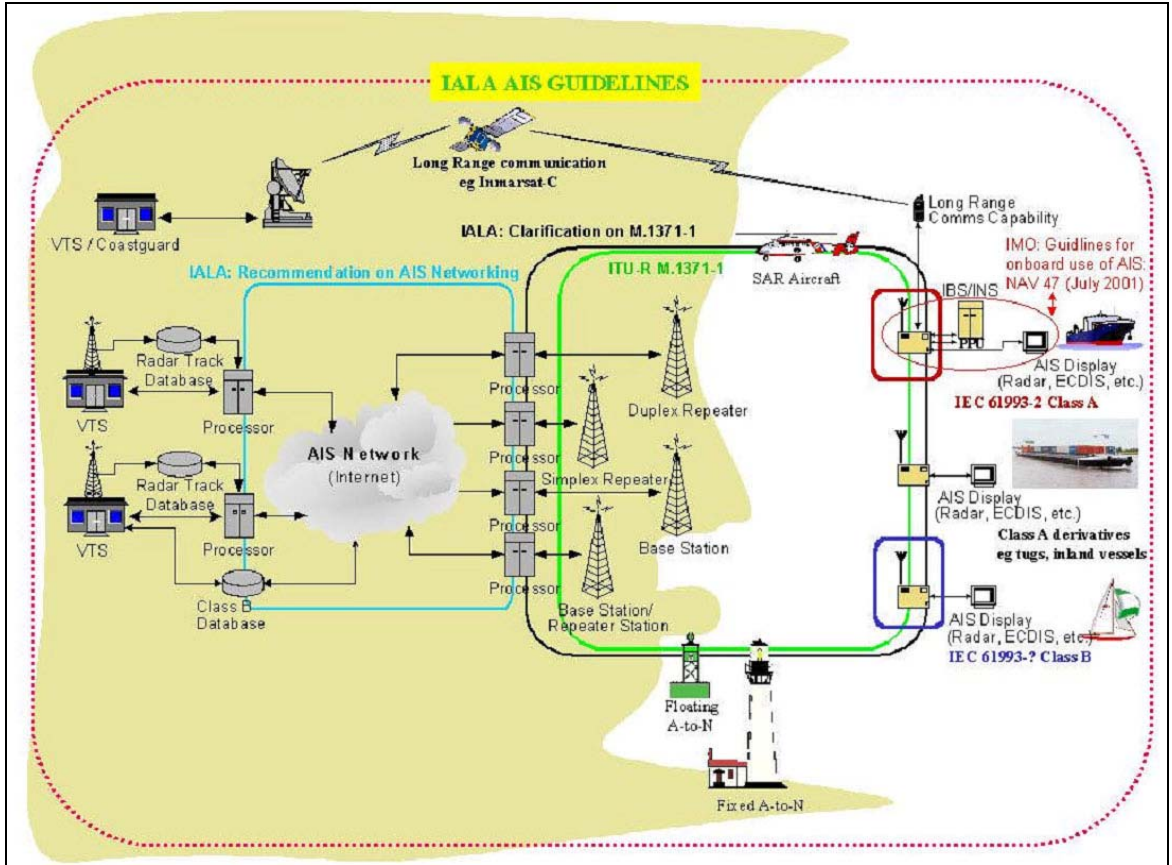 IALA AIS GUIDELINES
Long Range communication
eg Inmarsat-C
VTS / Coastguard
Long Range
Comms Capability
IALA: Clarification on M.1371-1
IALA: Recommendation on AIS Networking
ITU-R M.1371-1
SAR Aircraft
IMO: Guidlines for
onboard use of AIS:
NAV 47 (July 2001)
IBS/INS
PPU
AIS Display
(Radar, ECDIS, etc.)
IEC 61993-2 Class A
Radar Track
Database
VTS
Processor
Processor
Duplex Repeater
AIS Network
(Internet)
Processor
Simplex Repeater
Radar Track
Database
VTS
Processor
Processor
Base Station
AIS Display
(Radar, ECDIS, etc.)
Class A derivatives
eg tugs, inland vessels
Class B
Database
Processor
Base Station/
Repeater Station
AIS Display
(Radar, ECDIS, etc.)
IEC 61993-? Class B
Floating
A-to-N
Fixed A-to-N